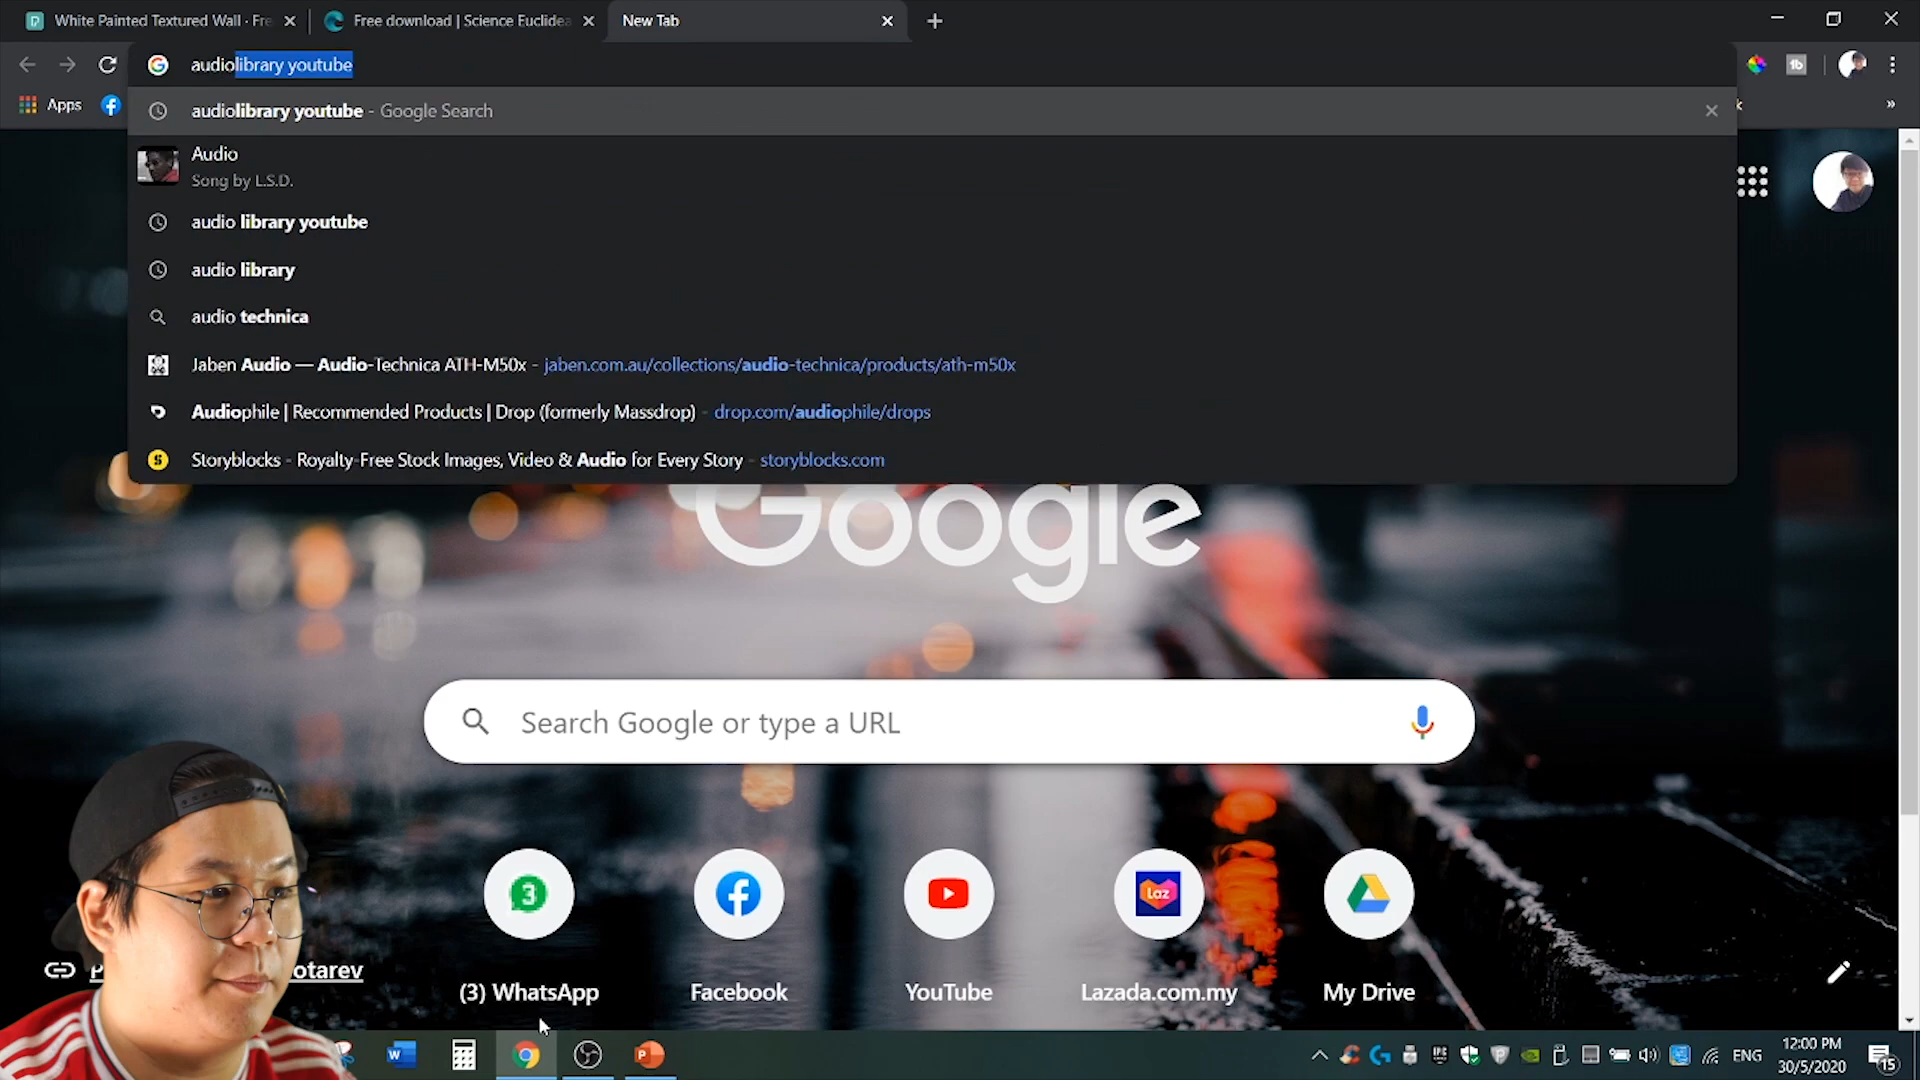 White Painted Textured Wall · Fre
Free download | Science Euclidea
New Tab
audiolibrary youtube
Apps
audiolibrary youtube - Google Search
Audio
Song by L.S.D.
audio library youtube
audio library
audio technica
Jaben Audio — Audio-Technica ATH-M50x - jaben.com.au/collections/audio-technica/products/ath-m50x
Audiophile | Recommended Products | Drop (formerly Massdrop) - drop.com/audiophile/drops
Storyblocks - Royalty-Free Stock Images, Video & Audio for Every Story - storyblocks.com
Google
Search Google or type a URL
3
Laz
otarev
(3) WhatsApp
Facebook
YouTube
Lazada.com.my
My Drive
ENG
12:00 PM
30/5/2020
15